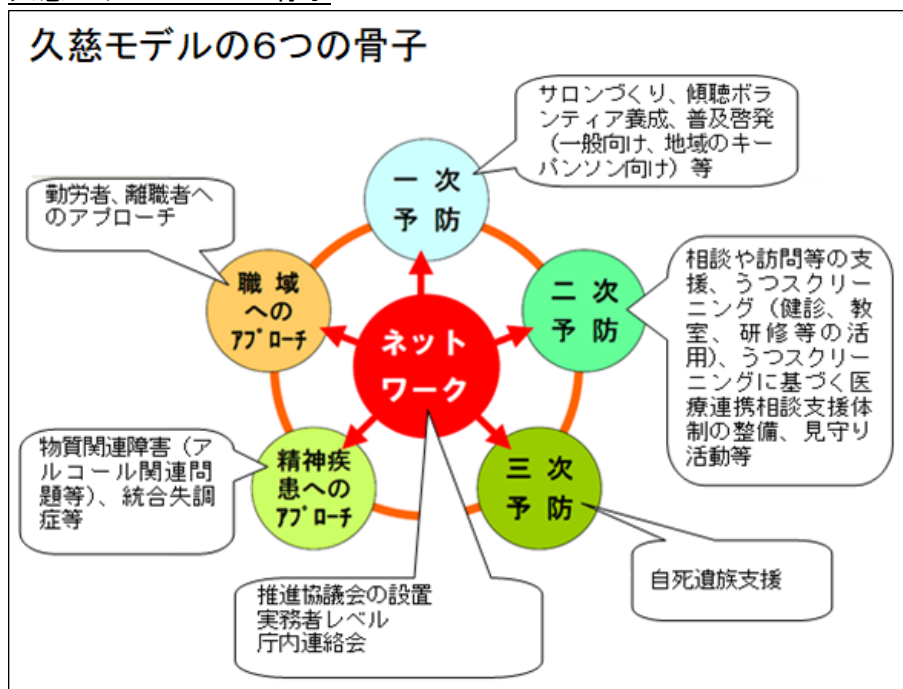 久慈モデルの6つの骨子
サロンづくり、傾聴ボラ
ンティア養成、普及啓発
(一般向け、地域のキー
パンソン向け)等
一 次
予 防
勤労者、離職者へ
のアプローチ
職 域
への
アプローチ
ネット
ワーク
二 次
予 防
相談や訪問等の支
援、うつスクリー
ニング(健診、教
室、研修等の活
用)、うつスクリー
ニングに基づく医
療連携相談支援体
制の整備、見守り
活動等
物質関連障害(ア
ルコール関連問
題等)、統合失調
症等
精神疾
患への
アプローチ
三 次
予 防
推進協議会の設置
実務者レベル
庁内連絡会
自死遺族支援